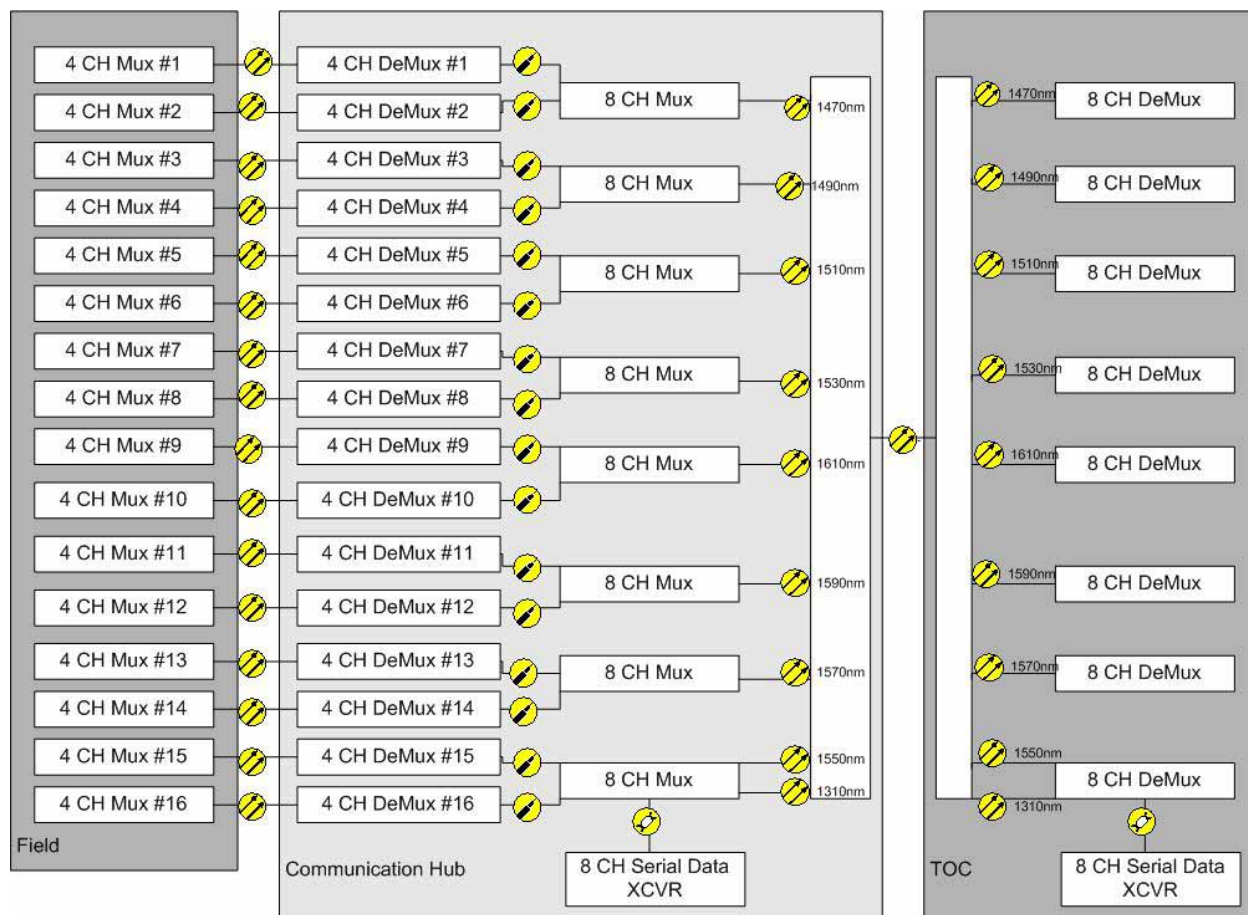 4 CH Mux #1
4 CH Mux #2
4 CH Mux #3
4 CH Mux #4
4 CH Mux #5
4 CH Mux #6
4 CH Mux #7
4 CH Mux #8
4 CH Mux #9
4 CH Mux #10
4 CH Mux #11
4 CH Mux #12
4 CH Mux #13
4 CH Mux #14
4 CH Mux #15
4 CH Mux #16
Field
4 CH DeMux #1
4 CH DeMux #2
4 CH DeMux #3
4 CH DeMux #4
4 CH DeMux #5
4 CH DeMux #6
4 CH DeMux #7
4 CH DeMux #8
4 CH DeMux #9
4 CH DeMux #10
4 CH DeMux #11
4 CH DeMux #12
4 CH DeMux #13
4 CH DeMux #14
4 CH DeMux #15
4 CH DeMux #16
8 CH Mux
8 CH Mux
8 CH Mux
8 CH Mux
8 CH Mux
8 CH Mux
8 CH Mux
8 CH Mux
8 CH Serial Data
XCVR
Communication Hub
1470nm
1490nm
1510nm
1530nm
1610nm
1590nm
1570nm
1550nm
1310nm
1470nm
1490nm
1510nm
1530nm
1610nm
1590nm
1570nm
1550nm
1310nm
8 CH DeMux
8 CH DeMux
8 CH DeMux
8 CH DeMux
8 CH DeMux
8 CH DeMux
8 CH DeMux
8 CH DeMux
8 CH Serial Data
XCVR
TOC